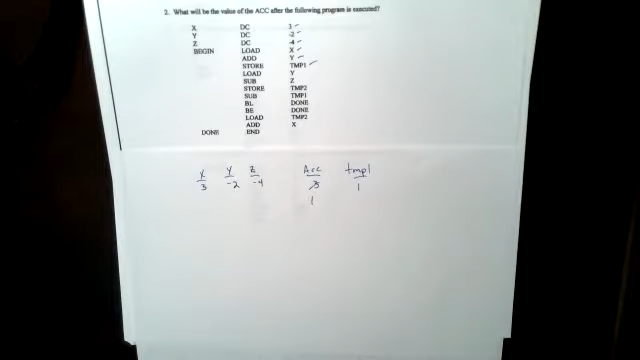 2. What will be the value of the ACC after the following program is executed?
X DC 3 ✓
Y DC -2 ✓
Z DC -4 ✓
BEGIN LOAD X ✓
ADD Y ✓
STORE TMP1 ✓
LOAD Y
SUB Z
STORE TMP2
SUB TMP1
BL DONE
BE DONE
LOAD TMP2
ADD X
DONE END
X Y Z Acc tmp1
3 -2 -4 3 1
1